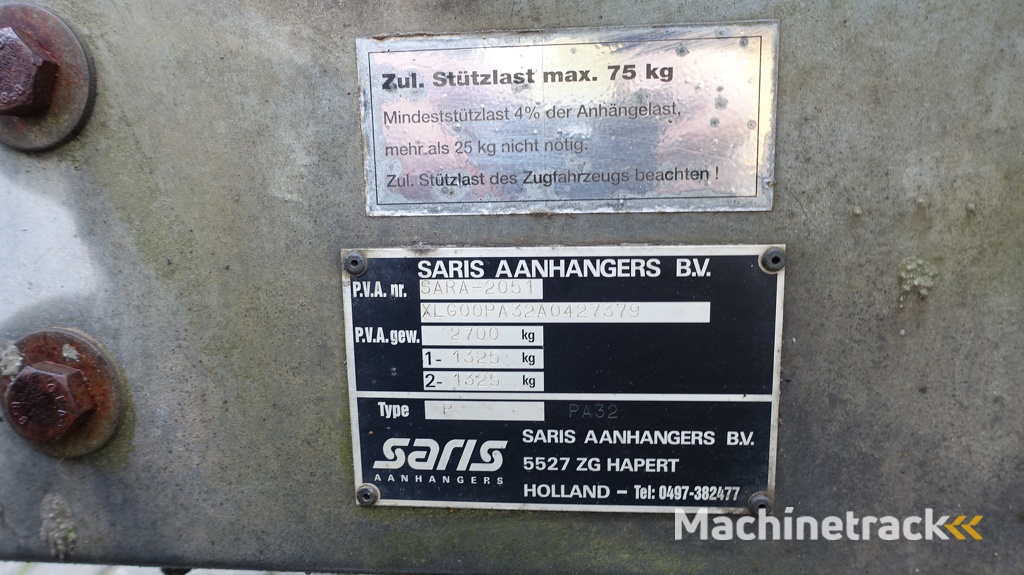 Zul. Stützlast max. 75 kg
Mindeststützlast 4% der Anhängelast,
mehr als 25 kg nicht nötig.
Zul. Stützlast des Zugfahrzeugs beachten !
SARIS AANHANGERS B.V.
P.V.A. nr. SARA-2051
XLG00PA32A0427379
P.V.A. gew. 2700 kg
1- 1325 kg
2- 1325 kg
Type P PA32
saris
AANHANGERS
SARIS AANHANGERS B.V.
5527 ZG HAPERT
HOLLAND – Tel: 0497-382477
Machinetrack